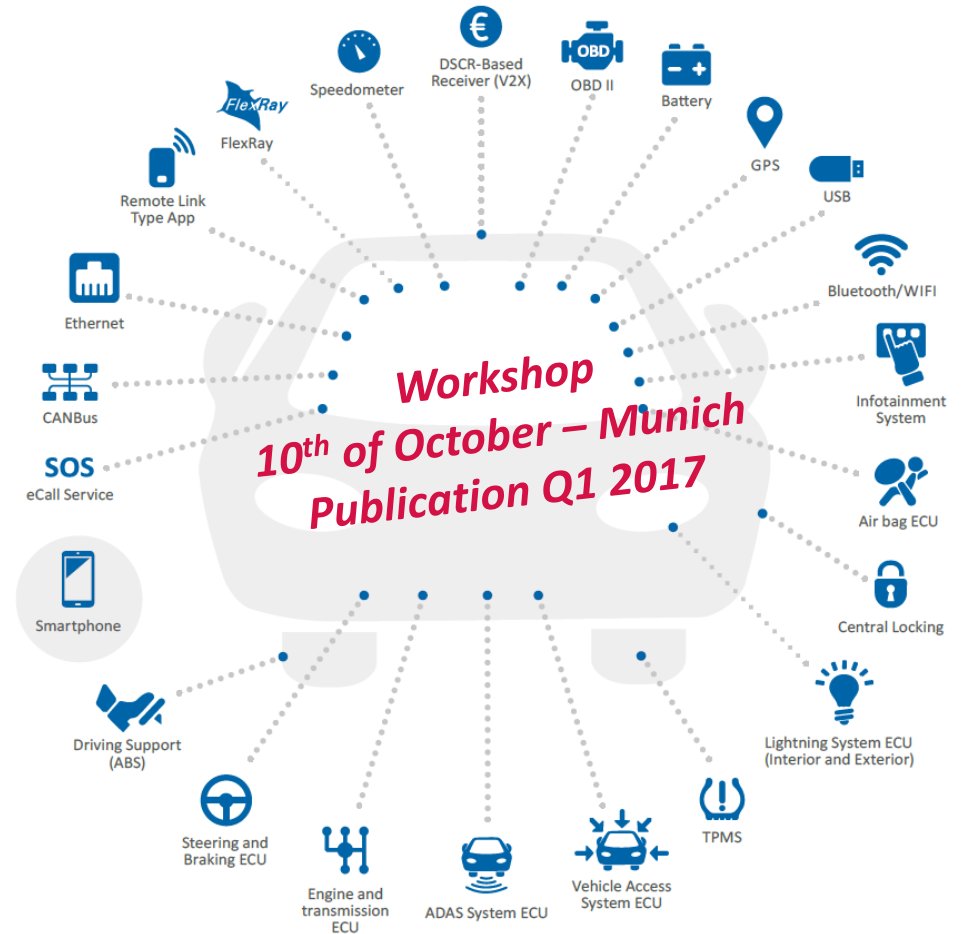 DSCR-Based
Receiver (V2X)
Speedometer
OBD
OBD II
Battery
FlexRay
FlexRay
GPS
USB
Remote Link
Type App
Bluetooth/WIFI
Ethernet
Infotainment
System
CANBus
Workshop
10th of October – Munich
Publication Q1 2017
SOS
eCall Service
Air bag ECU
Smartphone
Central Locking
Driving Support
(ABS)
Lightning System ECU
(Interior and Exterior)
Steering and
Braking ECU
TPMS
Engine and
transmission
ECU
ADAS System ECU
Vehicle Access
System ECU